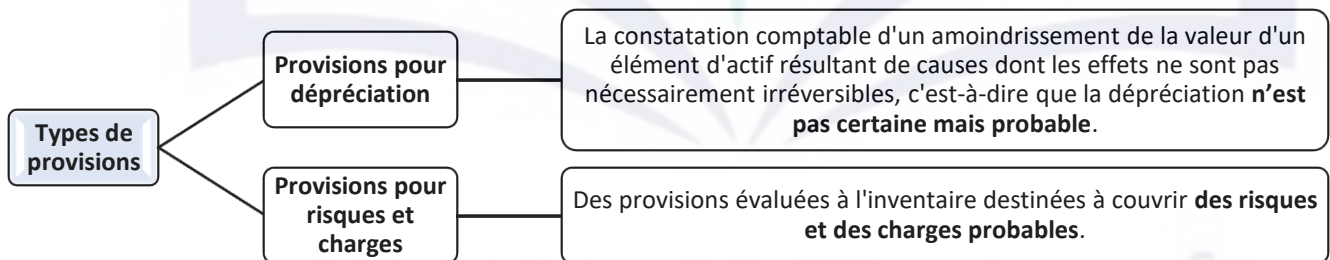 Types de
provisions
Provisions pour
dépréciation
La constatation comptable d'un amoindrissement de la valeur d'un
élément d'actif résultant de causes dont les effets ne sont pas
nécessairement irréversibles, c'est-à-dire que la dépréciation n'est
pas certaine mais probable.
Provisions pour
risques et
charges
Des provisions évaluées à l'inventaire destinées à couvrir des risques
et des charges probables.